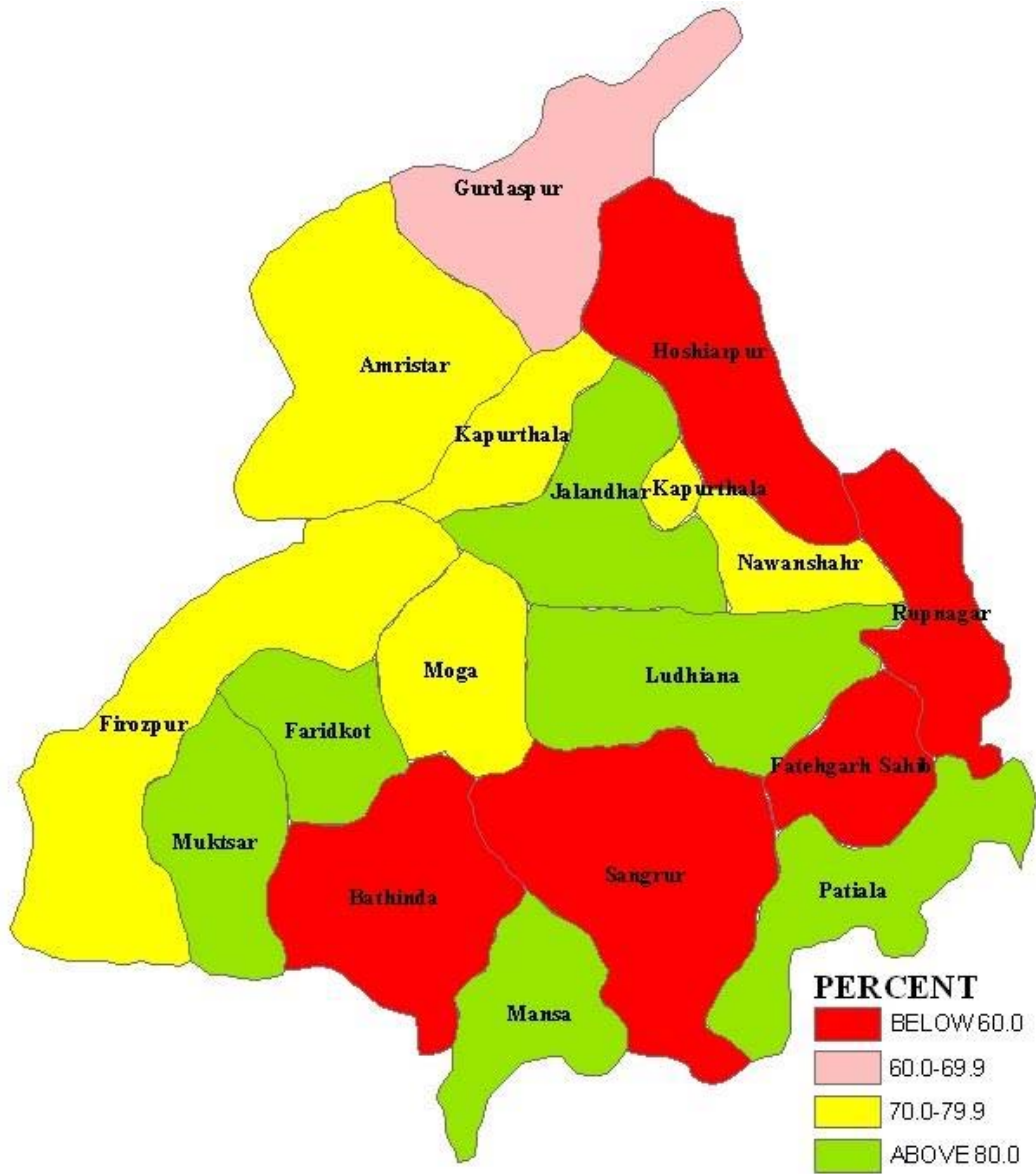 Gurdaspur
Hoshiarpur
Amristar
Kapurthala
Jalandhar
Kapurthala
Nawanshahr
Rupnagar
Moga
Ludhiana
Firozpur
Faridkot
Fatehgarh Sahib
Muktsar
Sangrur
Bathinda
Patiala
Mansa
PERCENT
BELOW 60.0
60.0-69.9
70.0-79.9
ABOVE 80.0